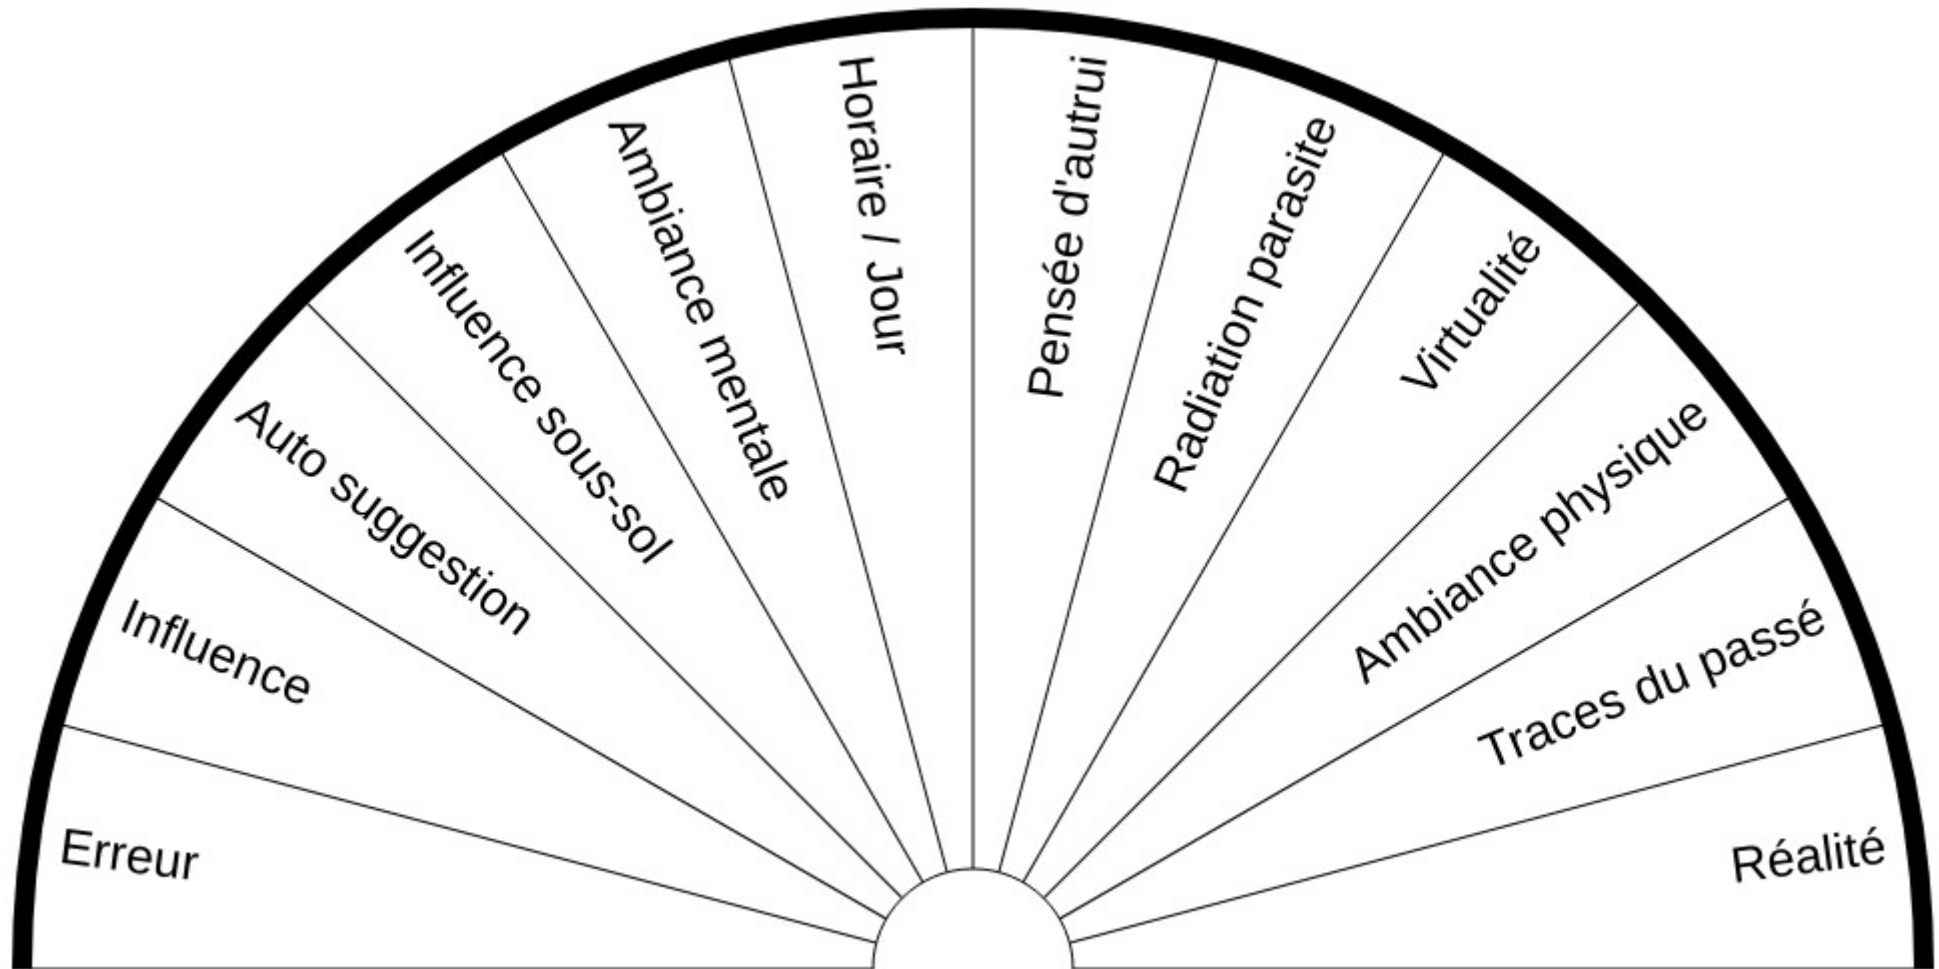 Erreur
Influence
Auto suggestion
Influence sous-sol
Ambiance mentale
Horaire / Jour
Pensée d'autrui
Radiation parasite
Virtualité
Ambiance physique
Traces du passé
Réalité